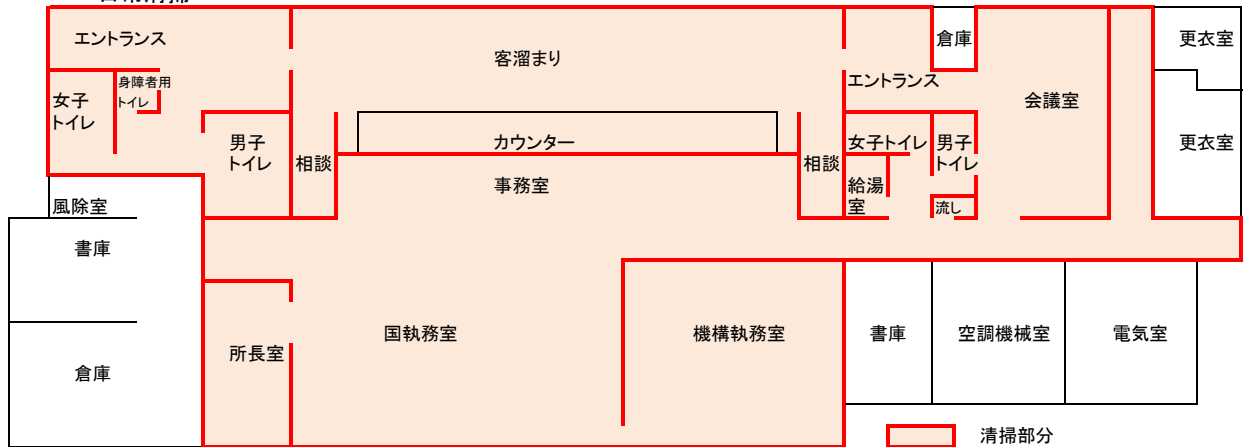 エントランス
客溜まり
倉庫
更衣室
身障者用
トイレ
女子
トイレ
エントランス
会議室
男子
トイレ
相談
カウンター
相談
女子トイレ
男子
トイレ
更衣室
事務室
給湯
室
流し
風除室
書庫
国執務室
機構執務室
書庫
空調機械室
電気室
所長室
倉庫
清掃部分